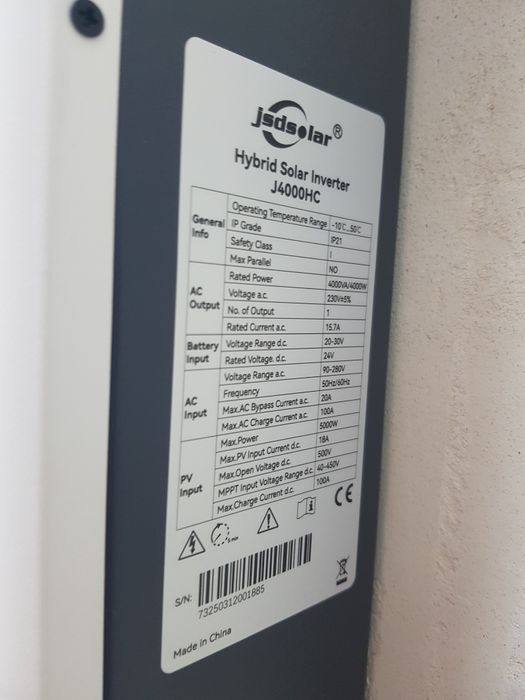 jsdsolar®
Hybrid Solar Inverter
J4000HC
General Info
Operating Temperature Range -10℃...50℃
IP Grade IP21
Safety Class I
Max Parallel NO
AC Output
Rated Power 4000VA/4000W
Voltage a.c. 230V±5%
No. of Output 1
Rated Current a.c. 15.7A
Battery Input
Voltage Range d.c. 20-30V
Rated Voltage. d.c. 24V
AC Input
Voltage Range a.c. 90-280V
Frequency 50Hz/60Hz
Max.AC Bypass Current a.c. 20A
Max.AC Charge Current a.c. 100A
PV Input
Max.Power 5000W
Max.PV Input Current d.c. 18A
Max.Open Voltage d.c. 500V
MPPT Input Voltage Range d.c. 40-450V
Max.Charge Current d.c. 100A
5 min
i
CE
S/N:
73250312001885
Made in China